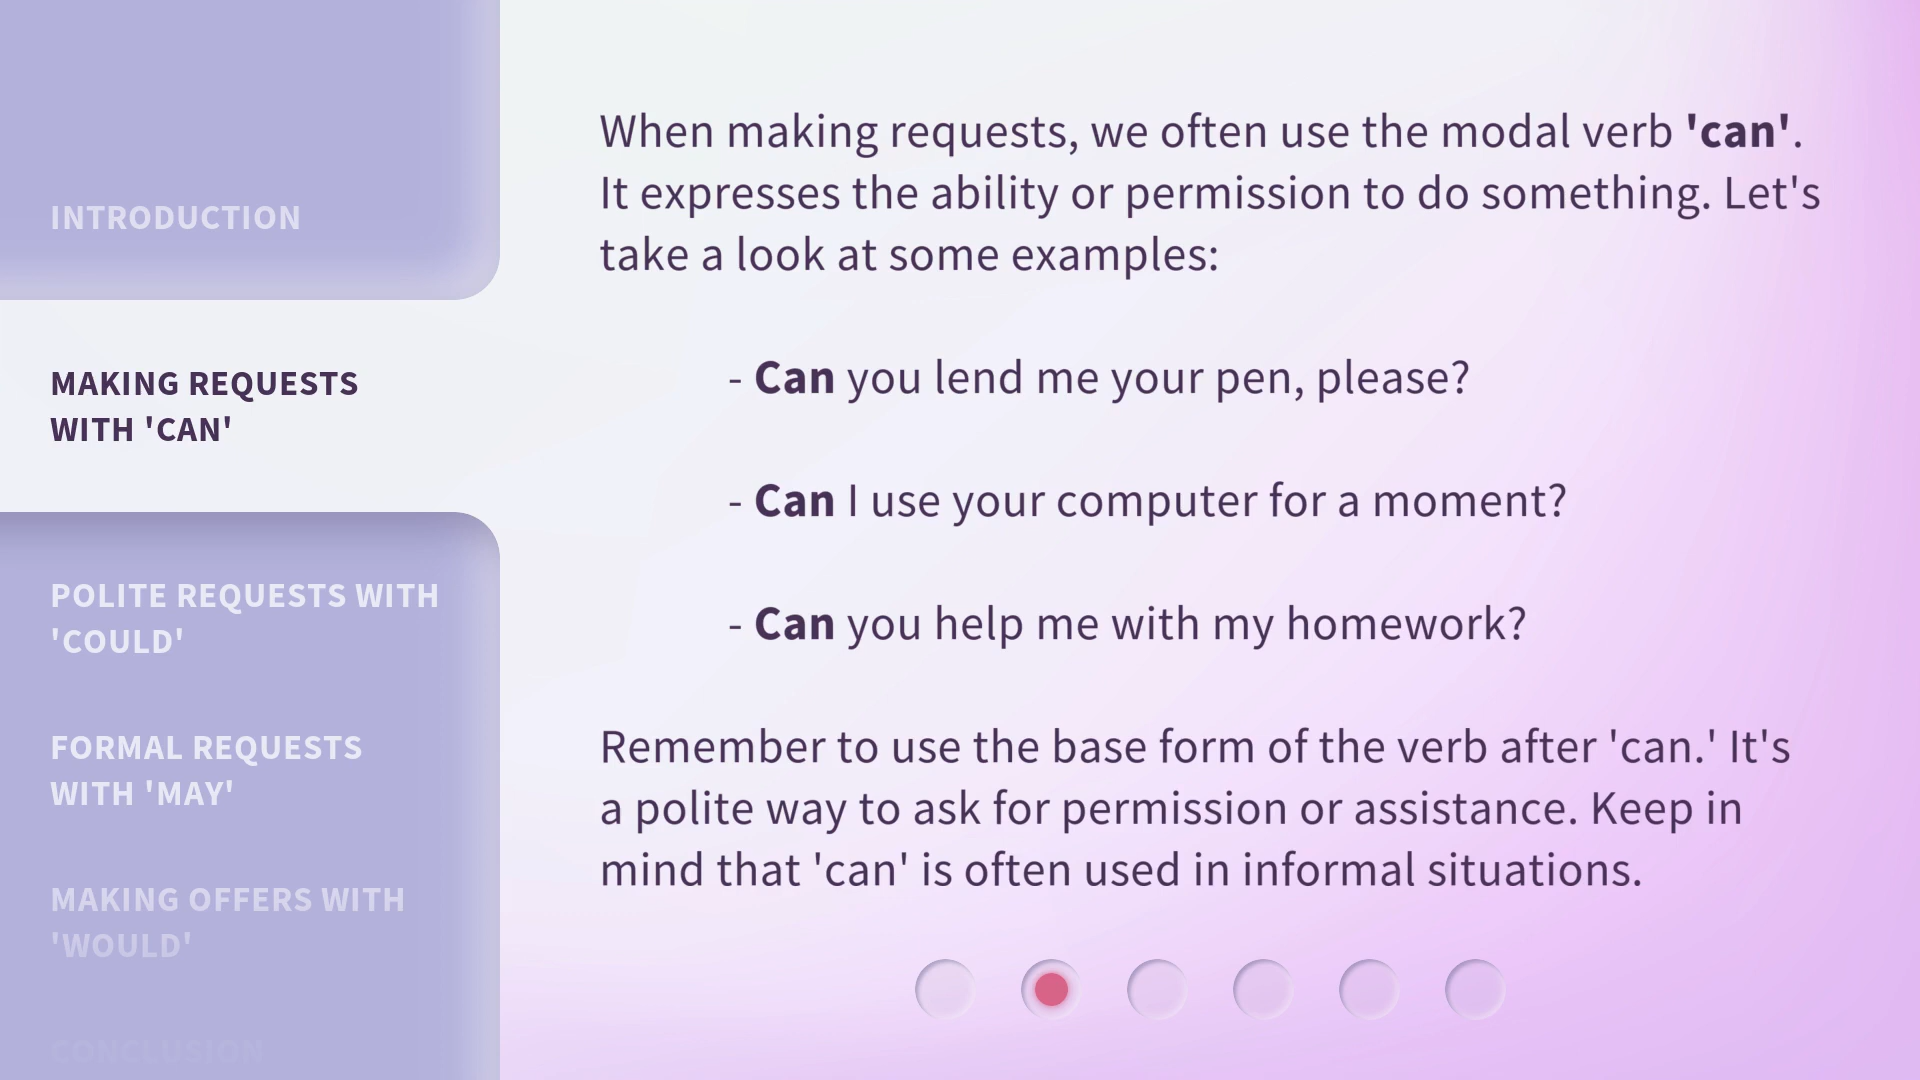 INTRODUCTION
MAKING REQUESTS
WITH 'CAN'
POLITE REQUESTS WITH
'COULD'
FORMAL REQUESTS
WITH 'MAY'
MAKING OFFERS WITH
'WOULD'
CONCLUSION
When making requests, we often use the modal verb 'can'.
It expresses the ability or permission to do something. Let's
take a look at some examples:
- Can you lend me your pen, please?
- Can I use your computer for a moment?
- Can you help me with my homework?
Remember to use the base form of the verb after 'can.' It's
a polite way to ask for permission or assistance. Keep in
mind that 'can' is often used in informal situations.